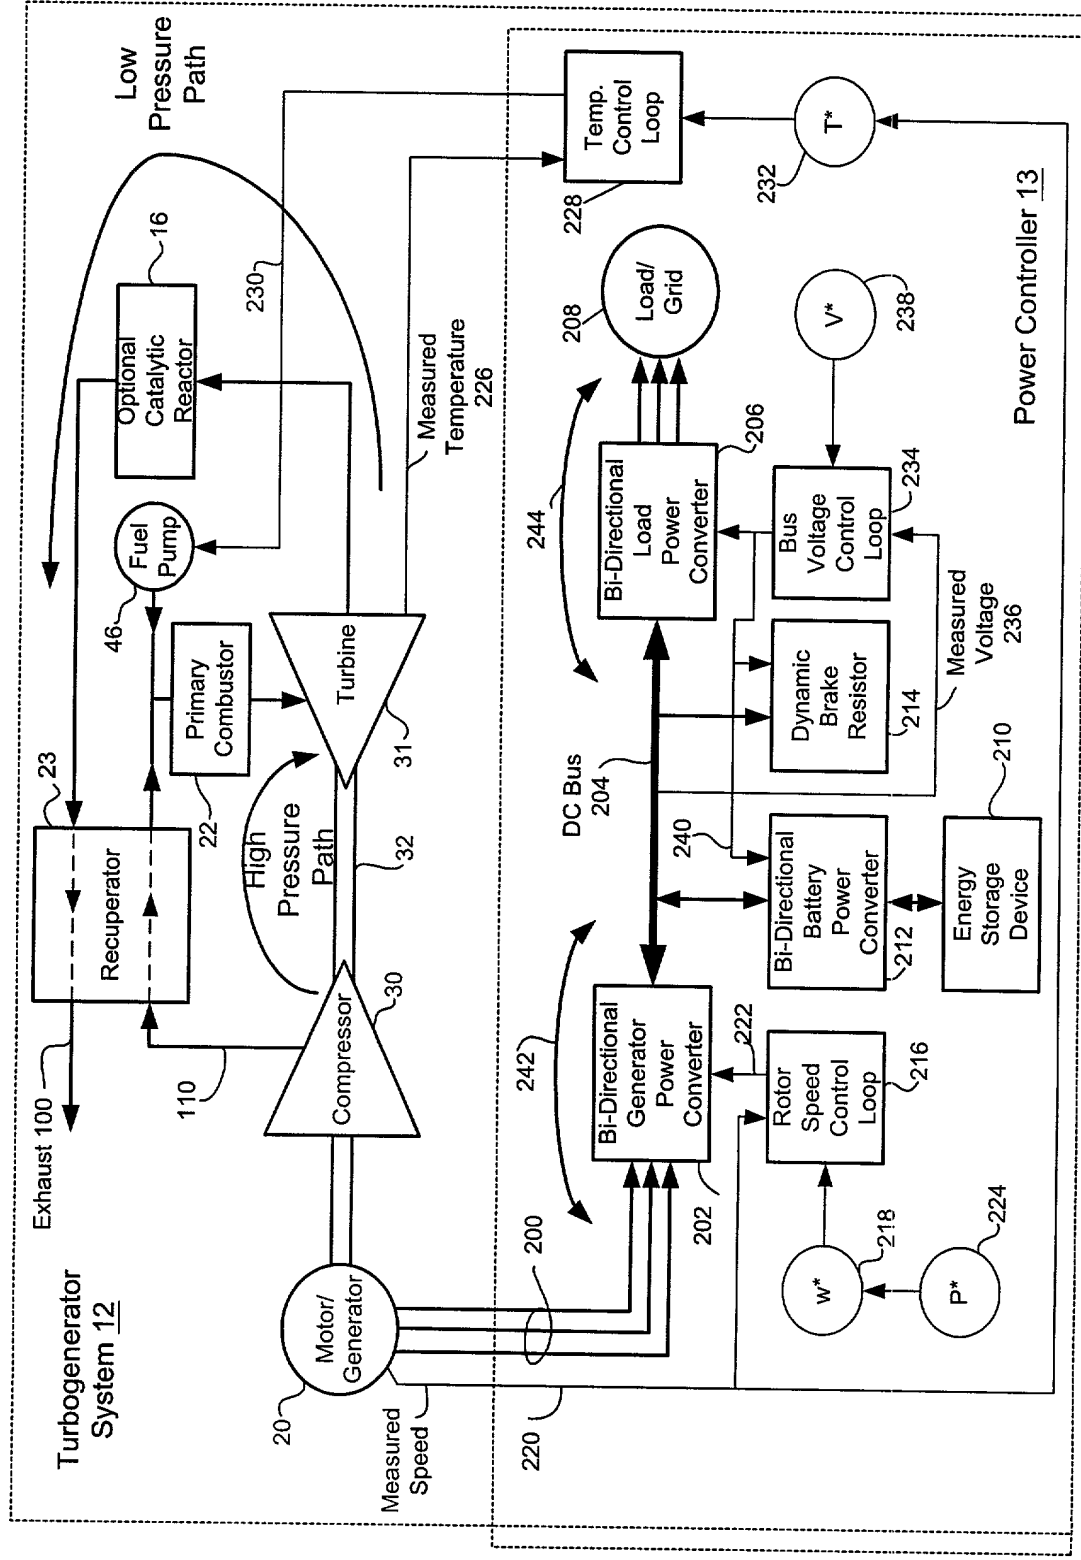 Turbogenerator
System 12
Exhaust 100
110
Recuperator
23
46
Fuel
Pump
Optional
Catalytic
Reactor
16
Low
Pressure
Path
Primary
Combustor
22
High
Pressure
Path
230
20
Motor/
Generator
Compressor
30
32
Turbine
31
Measured
Temperature
226
Measured
Speed
220
200
242
DC Bus
204
244
208
Load/
Grid
228
Temp.
Control
Loop
202
Bi-Directional
Generator
Power
Converter
222
240
Bi-Directional
Load
Power
Converter
206
232
T*
w*
218
Rotor
Speed
Control
Loop
216
Bi-Directional
Battery
Power
Converter
212
Dynamic
Brake
Resistor
214
Bus
Voltage
Control
Loop
234
V*
238
P*
224
Energy
Storage
Device
210
Measured
Voltage
236
Power Controller 13